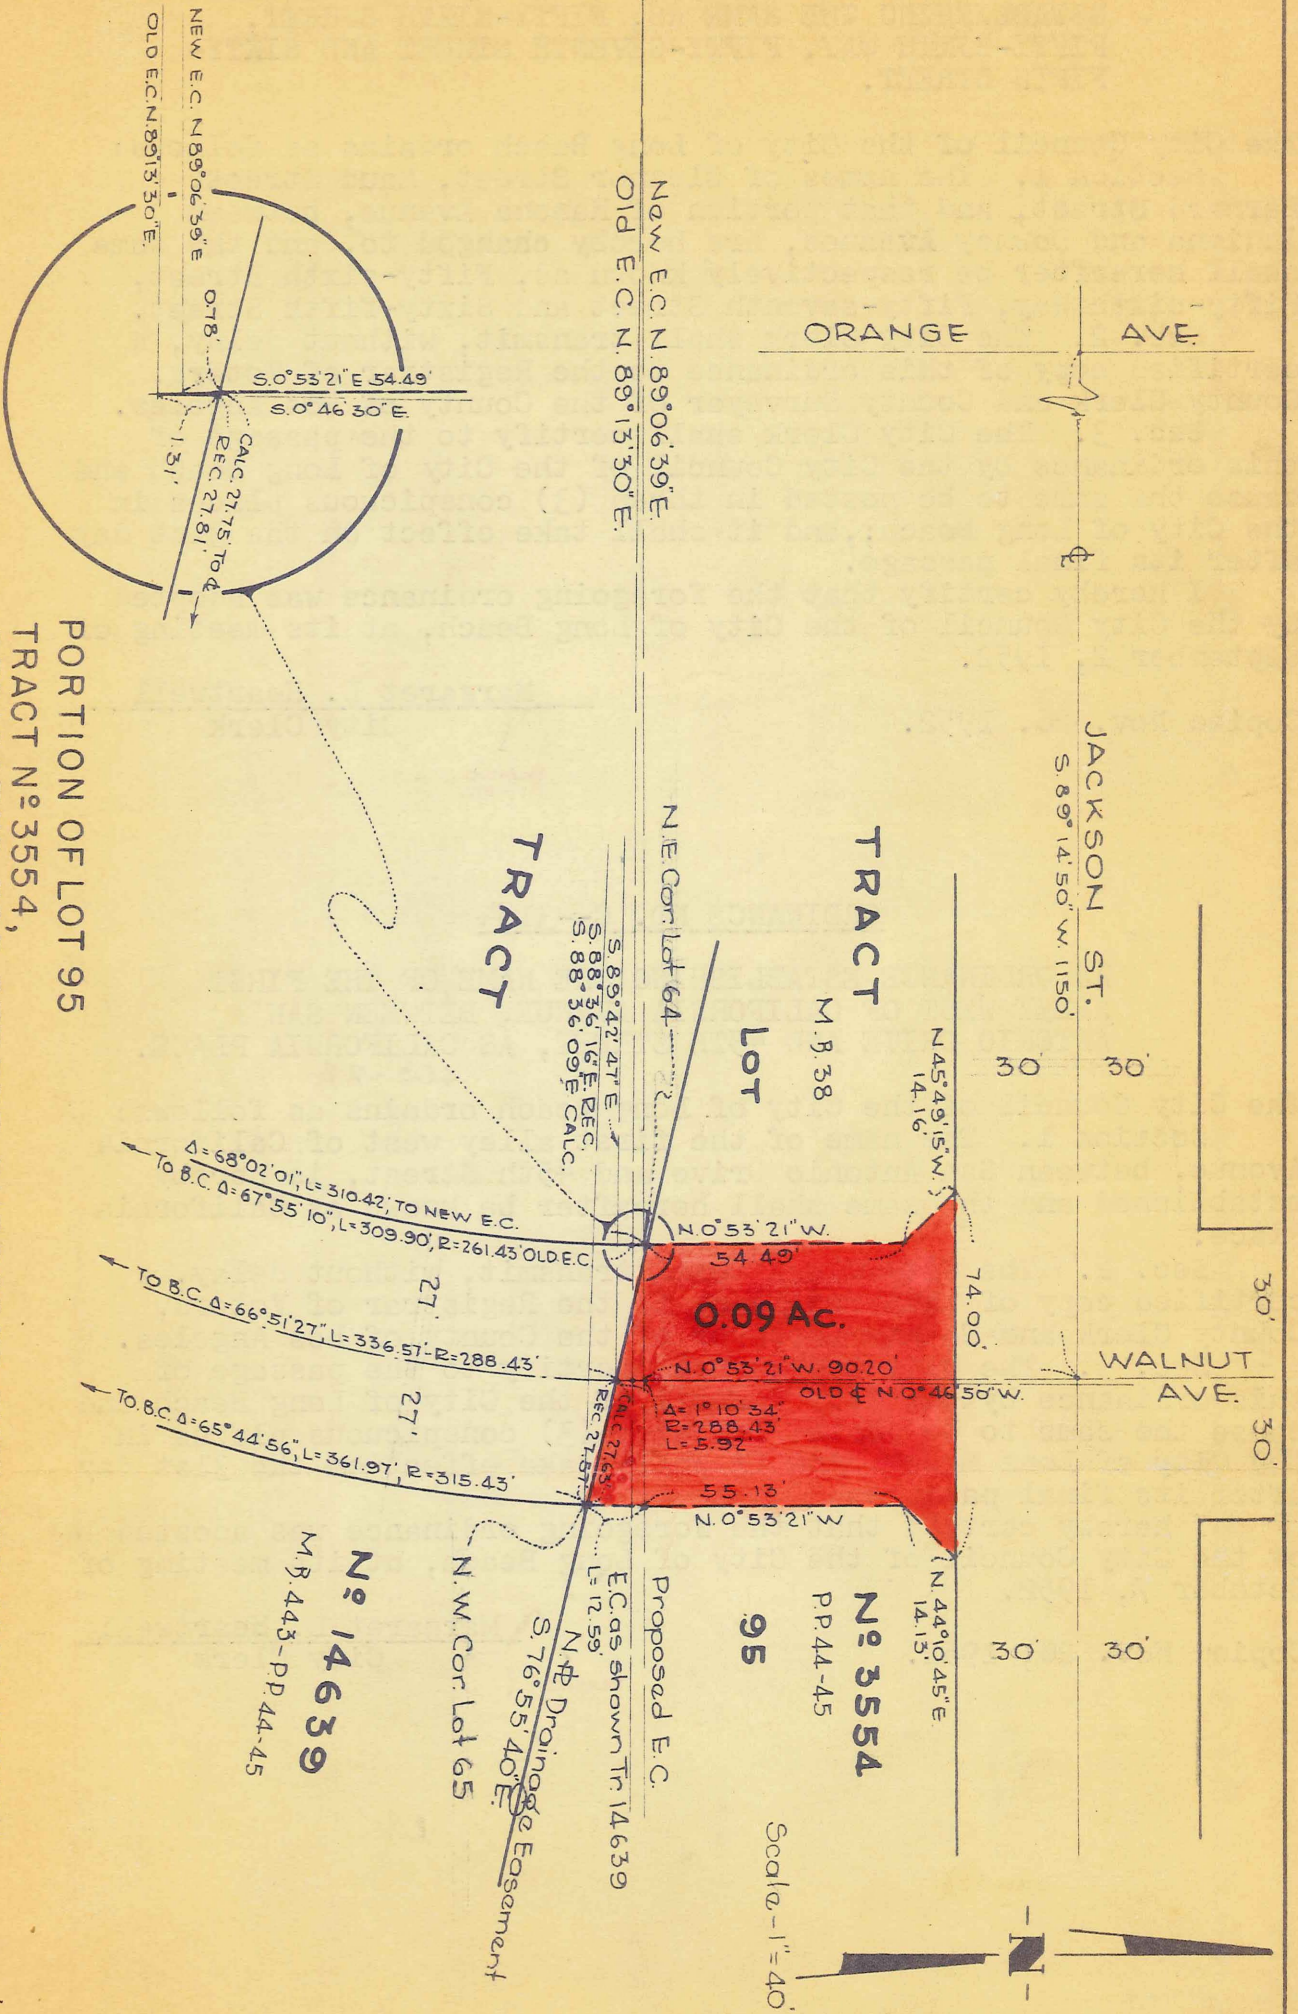 ORANGE AVE.
WALNUT AVE.
JACKSON ST.
S. 89° 14' 50" W. 1150'
℄
30'
30'
30'
30'
30'
30'
New E.C. N. 89°06'39"E.
Old E.C. N. 89°13'30"E.
TRACT Nº 3554
M.B. 38 P.P. 44-45
LOT 95
N 45°49'15"W.
14.16'
74.00'
(N. 44°10'45"E.
14.13'
N.0°53'21"W.
54.49'
0.09 Ac.
N.0°53'21"W. 90.20'
OLD ℄ N 0°46'50"W.
Δ= 1°10'34"
R=288.43'
L= 5.92'
55.13'
N.0°53'21"W
N.E. Cor. Lot 64
S. 89°42'47"E
S. 88°36'16"E. REC.
S. 88°36'09"E CALC.
CALC. 27.63'
REC. 27.57'
Proposed E.C.
E.C. as shown Tr. 14639
L= 12.59'
N. ℄ Drainage Easement
S. 76°55'40"E.
N.W. Cor. Lot 65
TRACT Nº 14639
M.B. 443-P.P. 44-45
Δ=68°02'01", L=310.42', TO NEW E.C.
TO B.C. Δ=67°55'10", L=309.90', R=261.43' OLD E.C.
27'
TO B.C. Δ=66°51'27", L=336.57'-R=288.43'
27'
TO B.C. Δ=65°44'56", L=361.97', R=315.43'
NEW E.C. N89°06'39"E
OLD E.C. N.89°13'30"E.
0.78'
S.0°53'21"E 54.49'
S.0°46'30"E.
1.31'
CALC. 27.75' TO ℄
REC. 27.81'
Scale-1"=40'
-N-
PORTION OF LOT 95
TRACT Nº 3554,